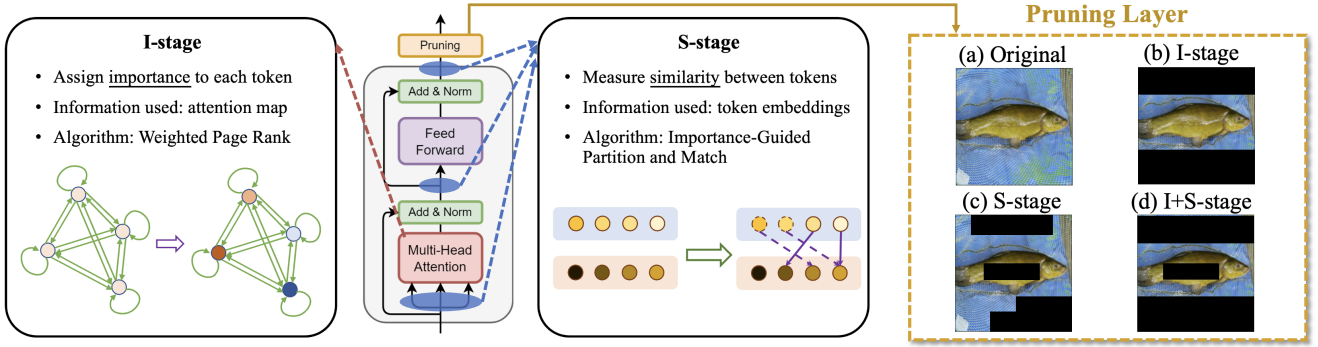 I-stage
• Assign importance to each token
• Information used: attention map
• Algorithm: Weighted Page Rank
Pruning
Add & Norm
Feed
Forward
Add & Norm
Multi-Head
Attention
S-stage
• Measure similarity between tokens
• Information used: token embeddings
• Algorithm: Importance-Guided
Partition and Match
Pruning Layer
(a) Original
(b) I-stage
(c) S-stage
(d) I+S-stage